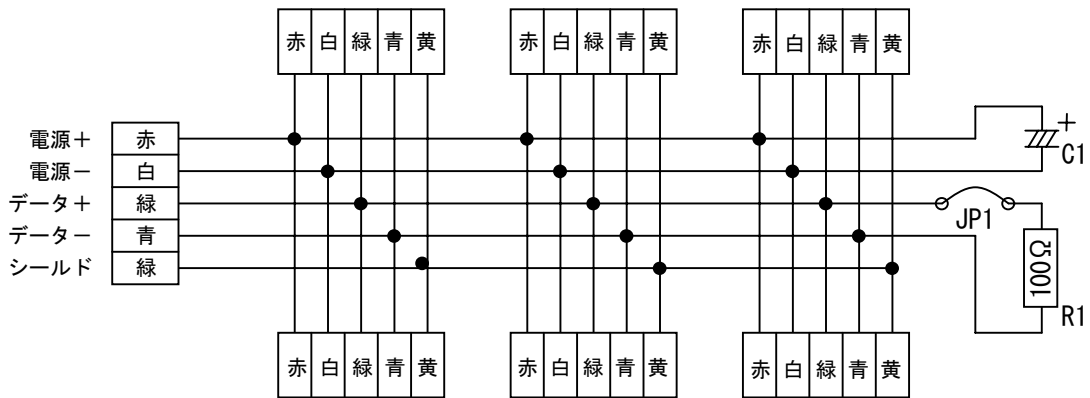 赤 白 緑 青 黄
赤 白 緑 青 黄
赤 白 緑 青 黄
電源+ 赤
電源- 白
データ+ 緑
データ- 青
シールド 緑
+
C1
JP1
100Ω
R1
赤 白 緑 青 黄
赤 白 緑 青 黄
赤 白 緑 青 黄